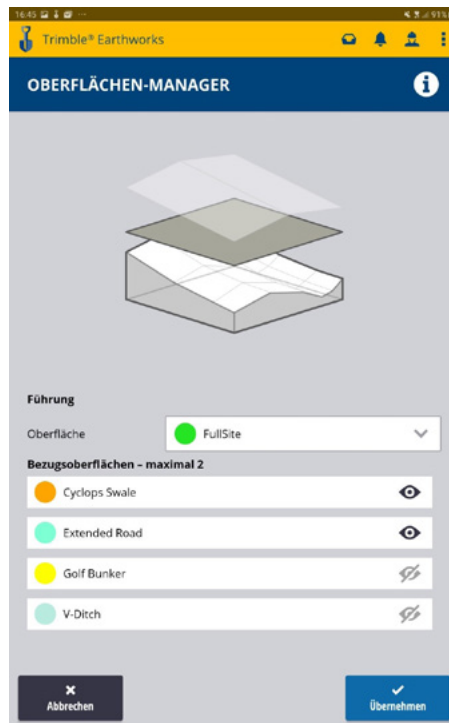 16:45 91%
Trimble® Earthworks
OBERFLÄCHEN-MANAGER
Führung
Oberfläche FullSite
Bezugsoberflächen – maximal 2
Cyclops Swale
Extended Road
Golf Bunker
V-Ditch
Abbrechen Übernehmen